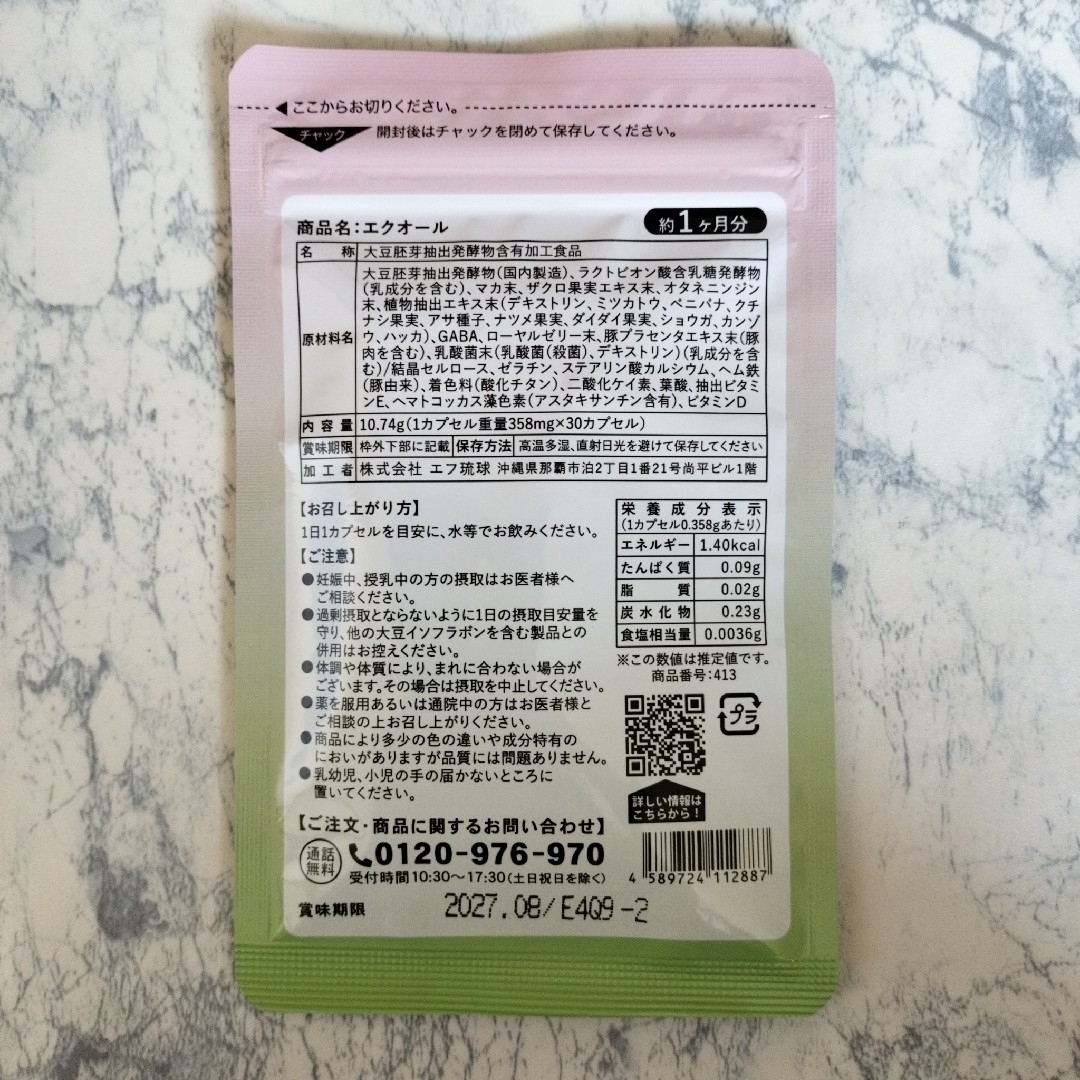 ◀ここからお切りください。
チャック 開封後はチャックを閉めて保存してください。
商品名:エクオール 約1ヶ月分
名称 大豆胚芽抽出発酵物含有加工食品
原材料名 大豆胚芽抽出発酵物(国内製造)、ラクトビオン酸含有乳糖発酵物
(乳成分を含む)、マカ末、ザクロ果実エキス末、オタネニンジン
末、植物抽出エキス末(デキストリン、ミツカトウ、ベニバナ、クチ
ナシ果実、アサ種子、ナツメ果実、ダイダイ果実、ショウガ、カンゾ
ウ、ハッカ)、GABA、ローヤルゼリー末、豚プラセンタエキス末(豚
肉を含む)、乳酸菌末(乳酸菌(殺菌)、デキストリン)(乳成分を含
む)/結晶セルロース、ゼラチン、ステアリン酸カルシウム、ヘム鉄
(豚由来)、着色料(酸化チタン)、二酸化ケイ素、葉酸、抽出ビタミ
ンE、ヘマトコッカス藻色素(アスタキサンチン含有)、ビタミンD
内容量 10.74g(1カプセル重量358mg×30カプセル)
賞味期限 枠外下部に記載 保存方法 高温多湿、直射日光を避けて保存してください
加工者 株式会社 エフ琉球 沖縄県那覇市泊2丁目1番21号尚平ビル1階
【お召し上がり方】
1日1カプセルを目安に、水等でお飲みください。
【ご注意】
●妊娠中、授乳中の方の摂取はお医者様へ
ご相談ください。
●過剰摂取とならないように1日の摂取目安量を
守り、他の大豆イソフラボンを含む製品との
併用はお控えください。
●体調や体質により、まれに合わない場合が
ございます。その場合は摂取を中止してください。
●薬を服用あるいは通院中の方はお医者様と
ご相談の上お召し上がりください。
●商品により多少の色の違いや成分特有の
においがありますが品質には問題ありません。
●乳幼児、小児の手の届かないところに
置いてください。
栄養成分表示
(1カプセル0.358gあたり)
エネルギー 1.40kcal
たんぱく質 0.09g
脂質 0.02g
炭水化物 0.23g
食塩相当量 0.0036g
※この数値は推定値です。
商品番号:413
プラ
詳しい情報は
こちらから!
【ご注文・商品に関するお問い合わせ】
通話無料 0120-976-970
受付時間10:30〜17:30(土日祝日を除く)
4 589724 112887
賞味期限 2027.08/E4Q9-2